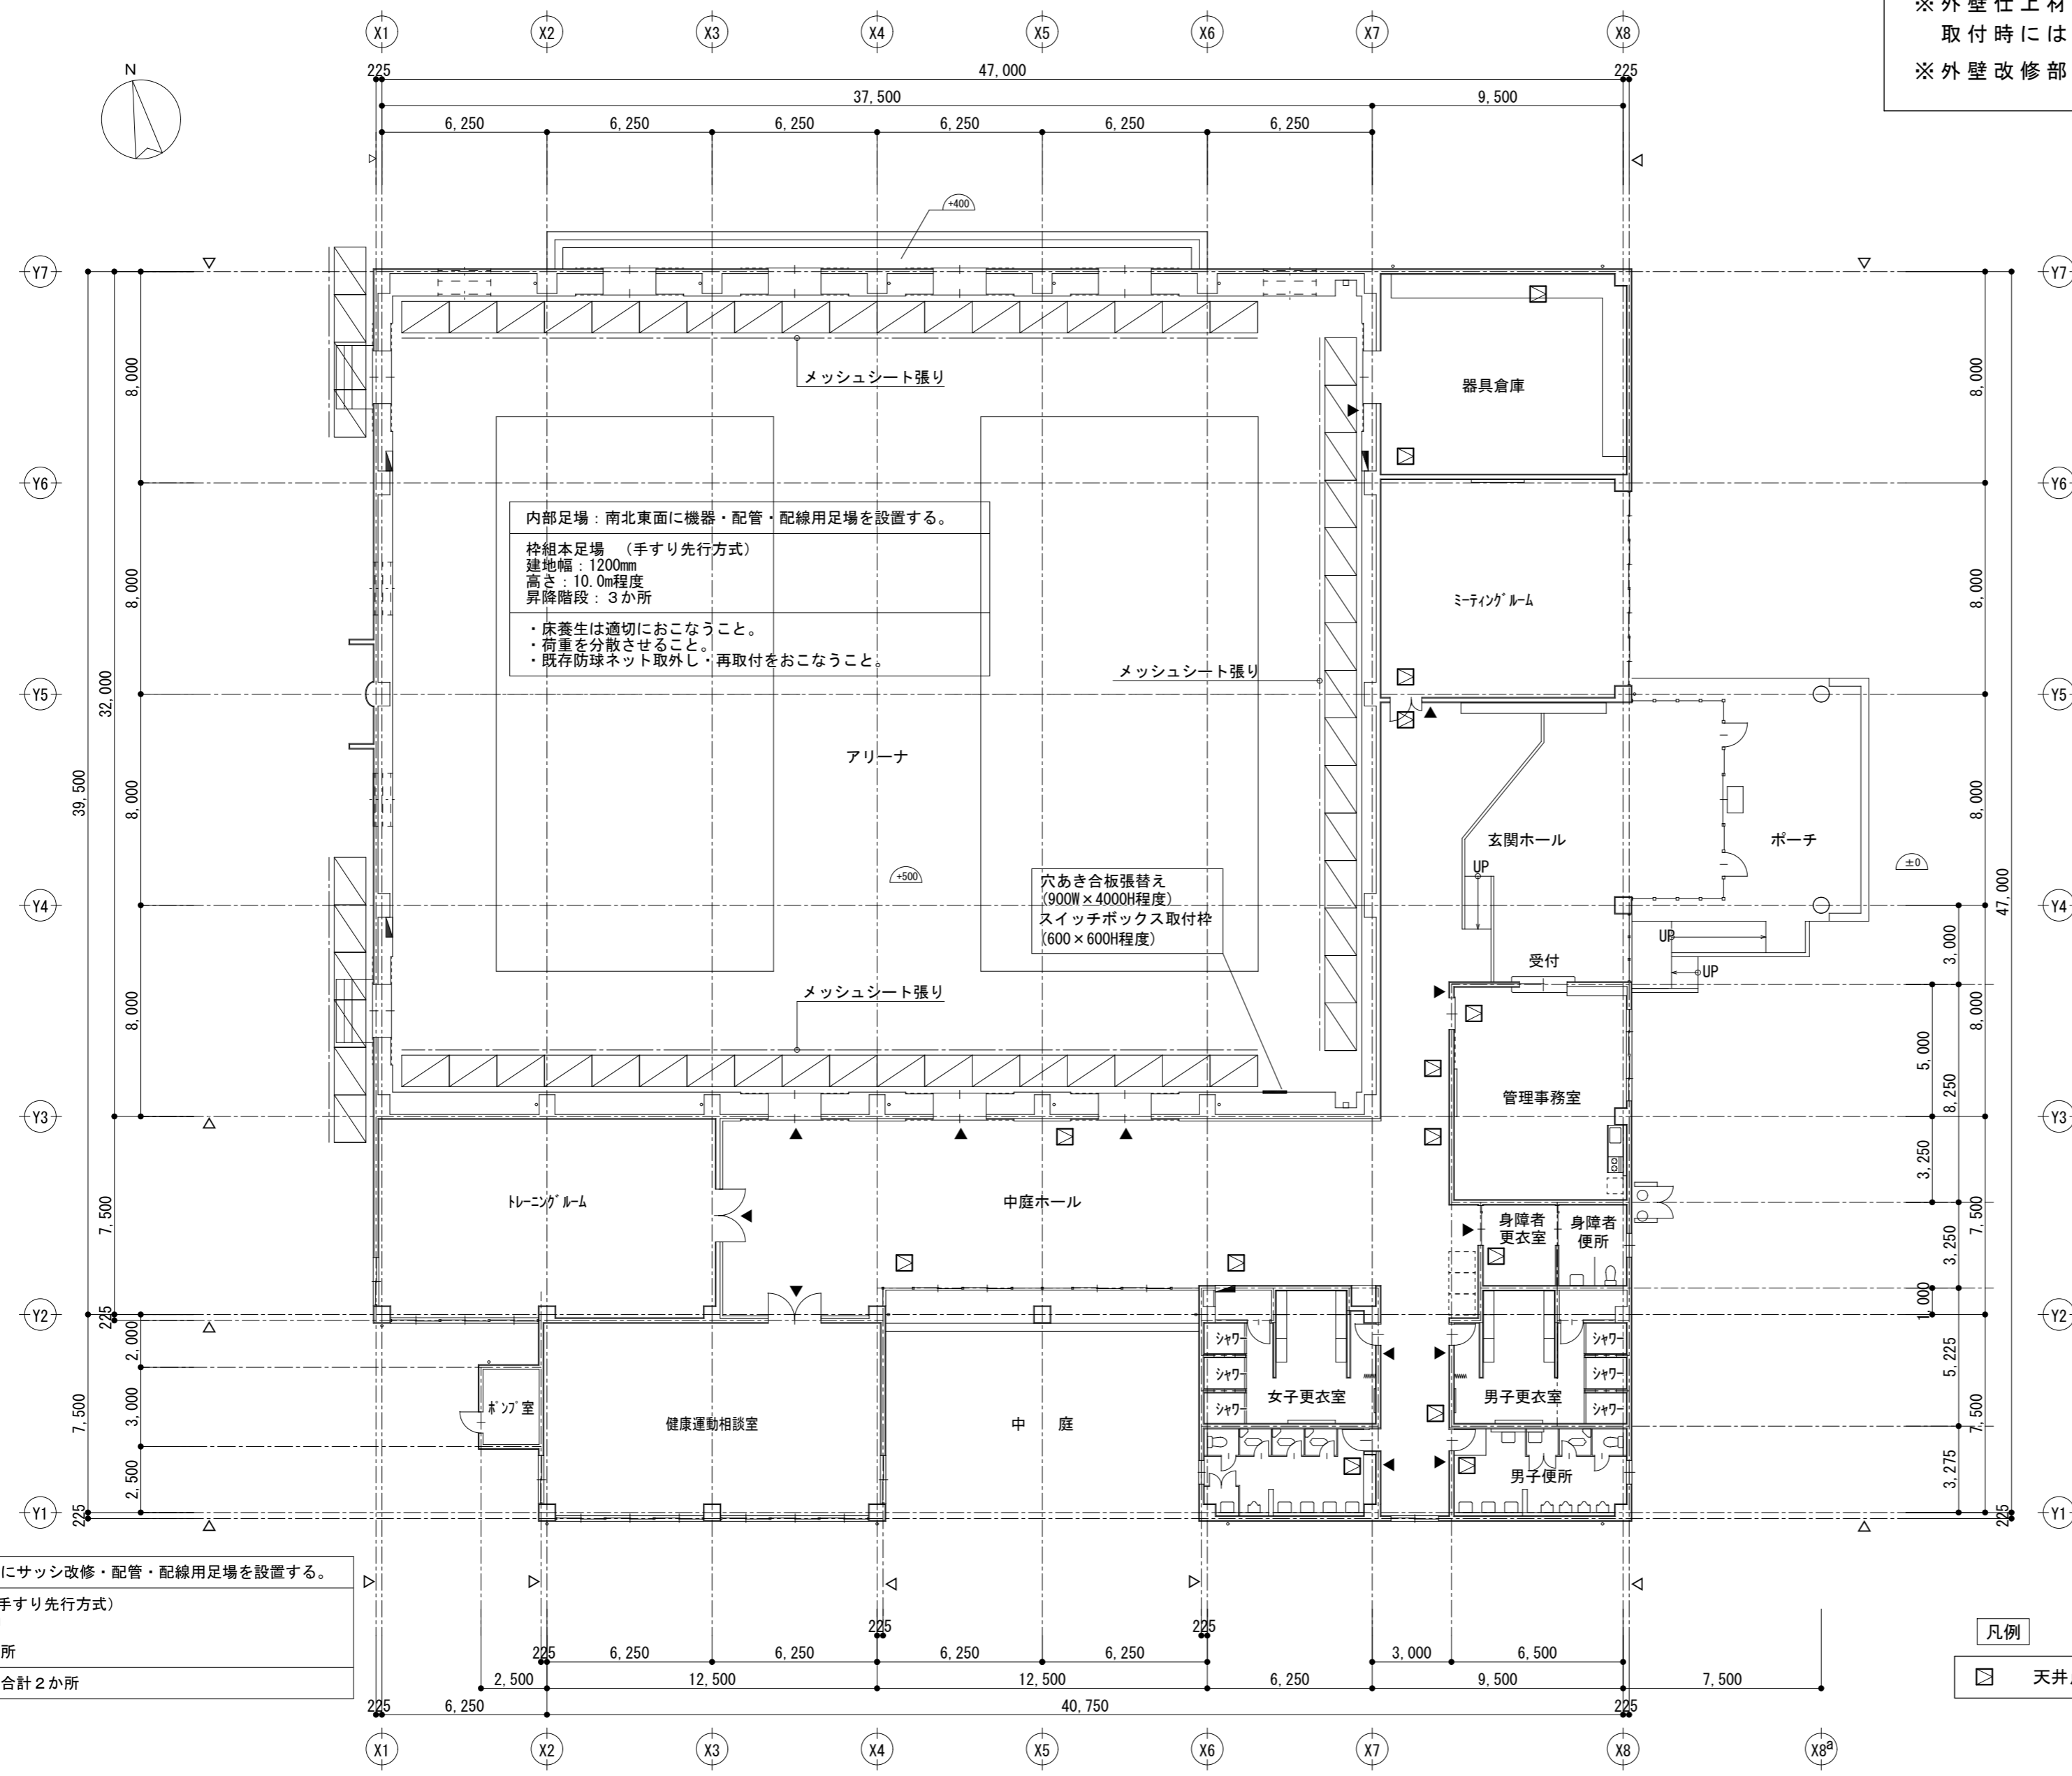 ※外壁仕上材
取付時には
※外壁改修部
X1 X2 X3 X4 X5 X6 X7 X8
N
225 47,000 225
37,500 9,500
6,250 6,250 6,250 6,250 6,250 6,250
+400
Y7 Y7
メッシュシート張り
器具倉庫
8,000 8,000
Y6 Y6
内部足場：南北東面に機器・配管・配線用足場を設置する。
枠組本足場　（手すり先行方式）
建地幅：1200mm
高さ：10.0m程度
昇降階段：３か所
・床養生は適切におこなうこと。
・荷重を分散させること。
・既存防球ネット取外し・再取付をおこなうこと。
8,000 ミーティングルーム 8,000
メッシュシート張り
Y5 Y5
32,000
39,500
アリーナ
8,000 8,000
玄関ホール ポーチ
UP
±0
+500
穴あき合板張替え
(900W×4000H程度)
スイッチボックス取付枠
(600×600H程度)
Y4 Y4
47,000
UP
3,000
受付
UP
メッシュシート張り
8,000 8,000
5,000
8,250
管理事務室
Y3 Y3
3,250
トレーニングルーム
中庭ホール
7,500 7,500
身障者
更衣室
身障者
便所
3,250
1,000
Y2 Y2
225
2,000
シャワー シャワー
シャワー シャワー
シャワー シャワー
5,225
女子更衣室 男子更衣室
ポンプ室
健康運動相談室
中　庭
3,000
7,500 7,500
2,500
男子便所
3,275
Y1 Y1
225 225
にサッシ改修・配管・配線用足場を設置する。
手すり先行方式）
所
合計２か所
225 225
225 6,250 6,250 6,250 6,250 3,000 6,500
2,500 12,500 12,500 6,250 9,500 7,500
225 6,250 40,750 225
凡例
天井
X1 X2 X3 X4 X5 X6 X7 X8 X8a